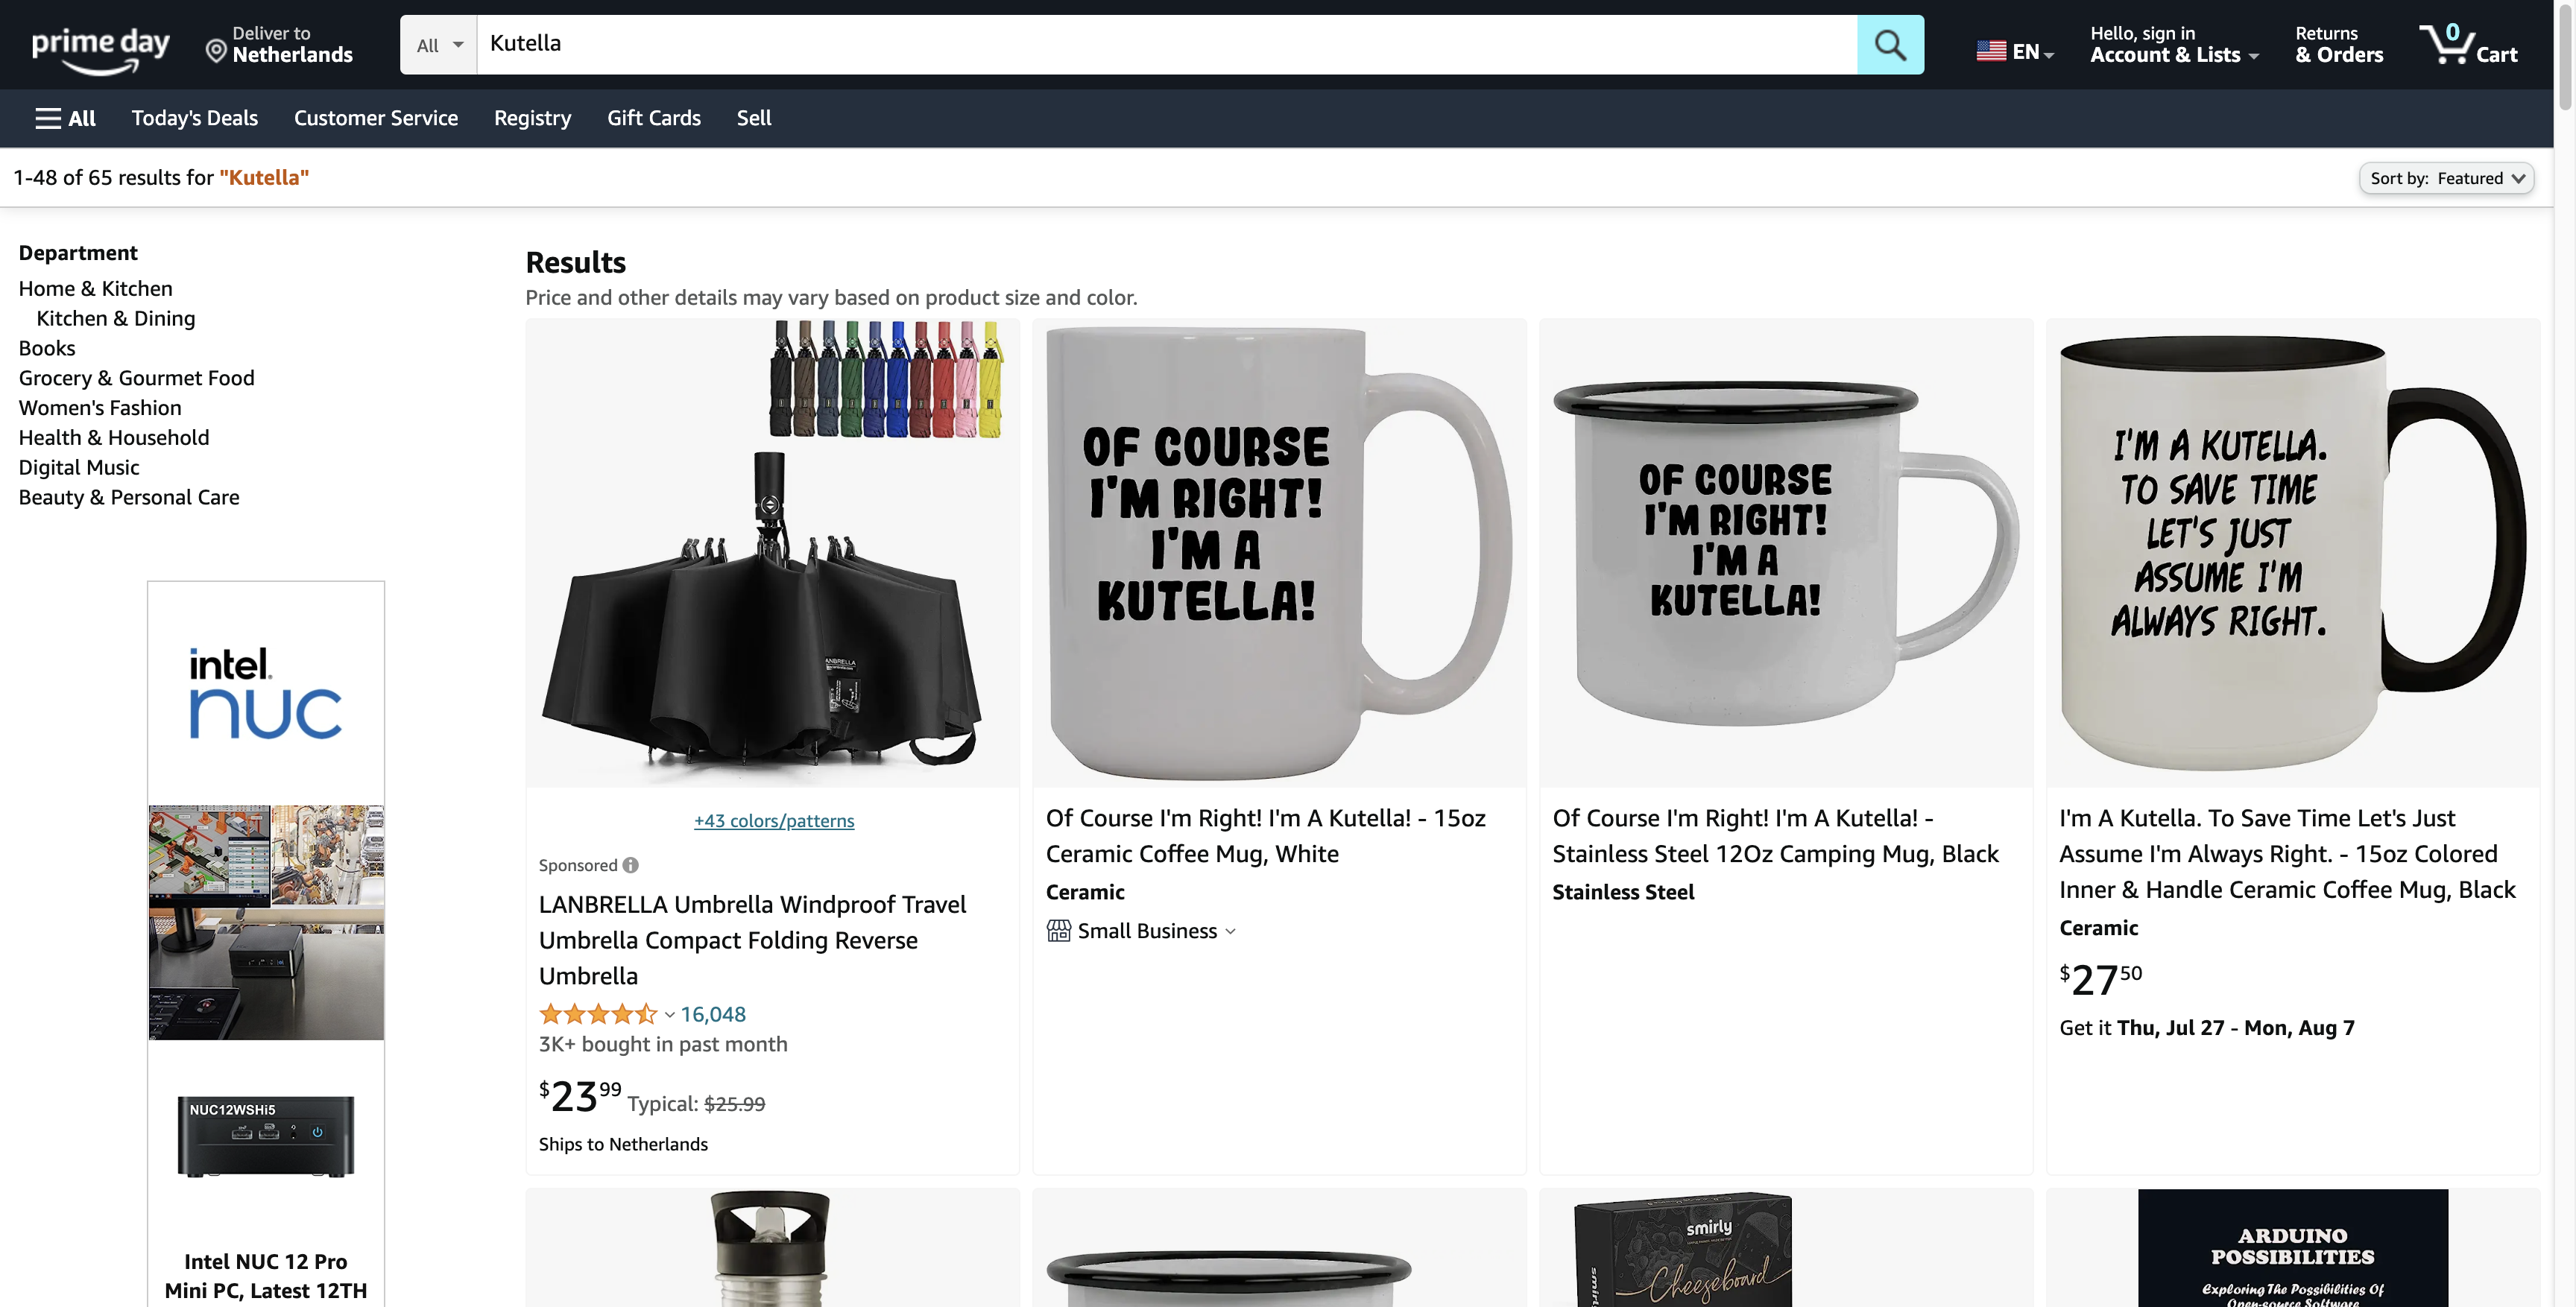 prime day
Deliver to
Netherlands
All
Kutella
EN
Hello, sign in
Account & Lists
Returns
& Orders
0
Cart
All
Today's Deals
Customer Service
Registry
Gift Cards
Sell
1-48 of 65 results for "Kutella"
Sort by: Featured
Department
Home & Kitchen
Kitchen & Dining
Books
Grocery & Gourmet Food
Women's Fashion
Health & Household
Digital Music
Beauty & Personal Care
intel.
nuc
NUC12WSHi5
Intel NUC 12 Pro
Mini PC, Latest 12TH
Results
Price and other details may vary based on product size and color.
+43 colors/patterns
Sponsored
LANBRELLA Umbrella Windproof Travel
Umbrella Compact Folding Reverse
Umbrella
16,048
3K+ bought in past month
$23.99 Typical: $25.99
Ships to Netherlands
OF COURSE
I'M RIGHT!
I'M A
KUTELLA!
Of Course I'm Right! I'm A Kutella! - 15oz
Ceramic Coffee Mug, White
Ceramic
Small Business
OF COURSE
I'M RIGHT!
I'M A
KUTELLA!
Of Course I'm Right! I'm A Kutella! -
Stainless Steel 12Oz Camping Mug, Black
Stainless Steel
I'M A KUTELLA.
TO SAVE TIME
LET'S JUST
ASSUME I'M
ALWAYS RIGHT.
I'm A Kutella. To Save Time Let's Just
Assume I'm Always Right. - 15oz Colored
Inner & Handle Ceramic Coffee Mug, Black
Ceramic
$27.50
Get it Thu, Jul 27 - Mon, Aug 7
smirly
Cheeseboard
ARDUINO
POSSIBILITIES
Exploring The Possibilities Of
Open-source Software